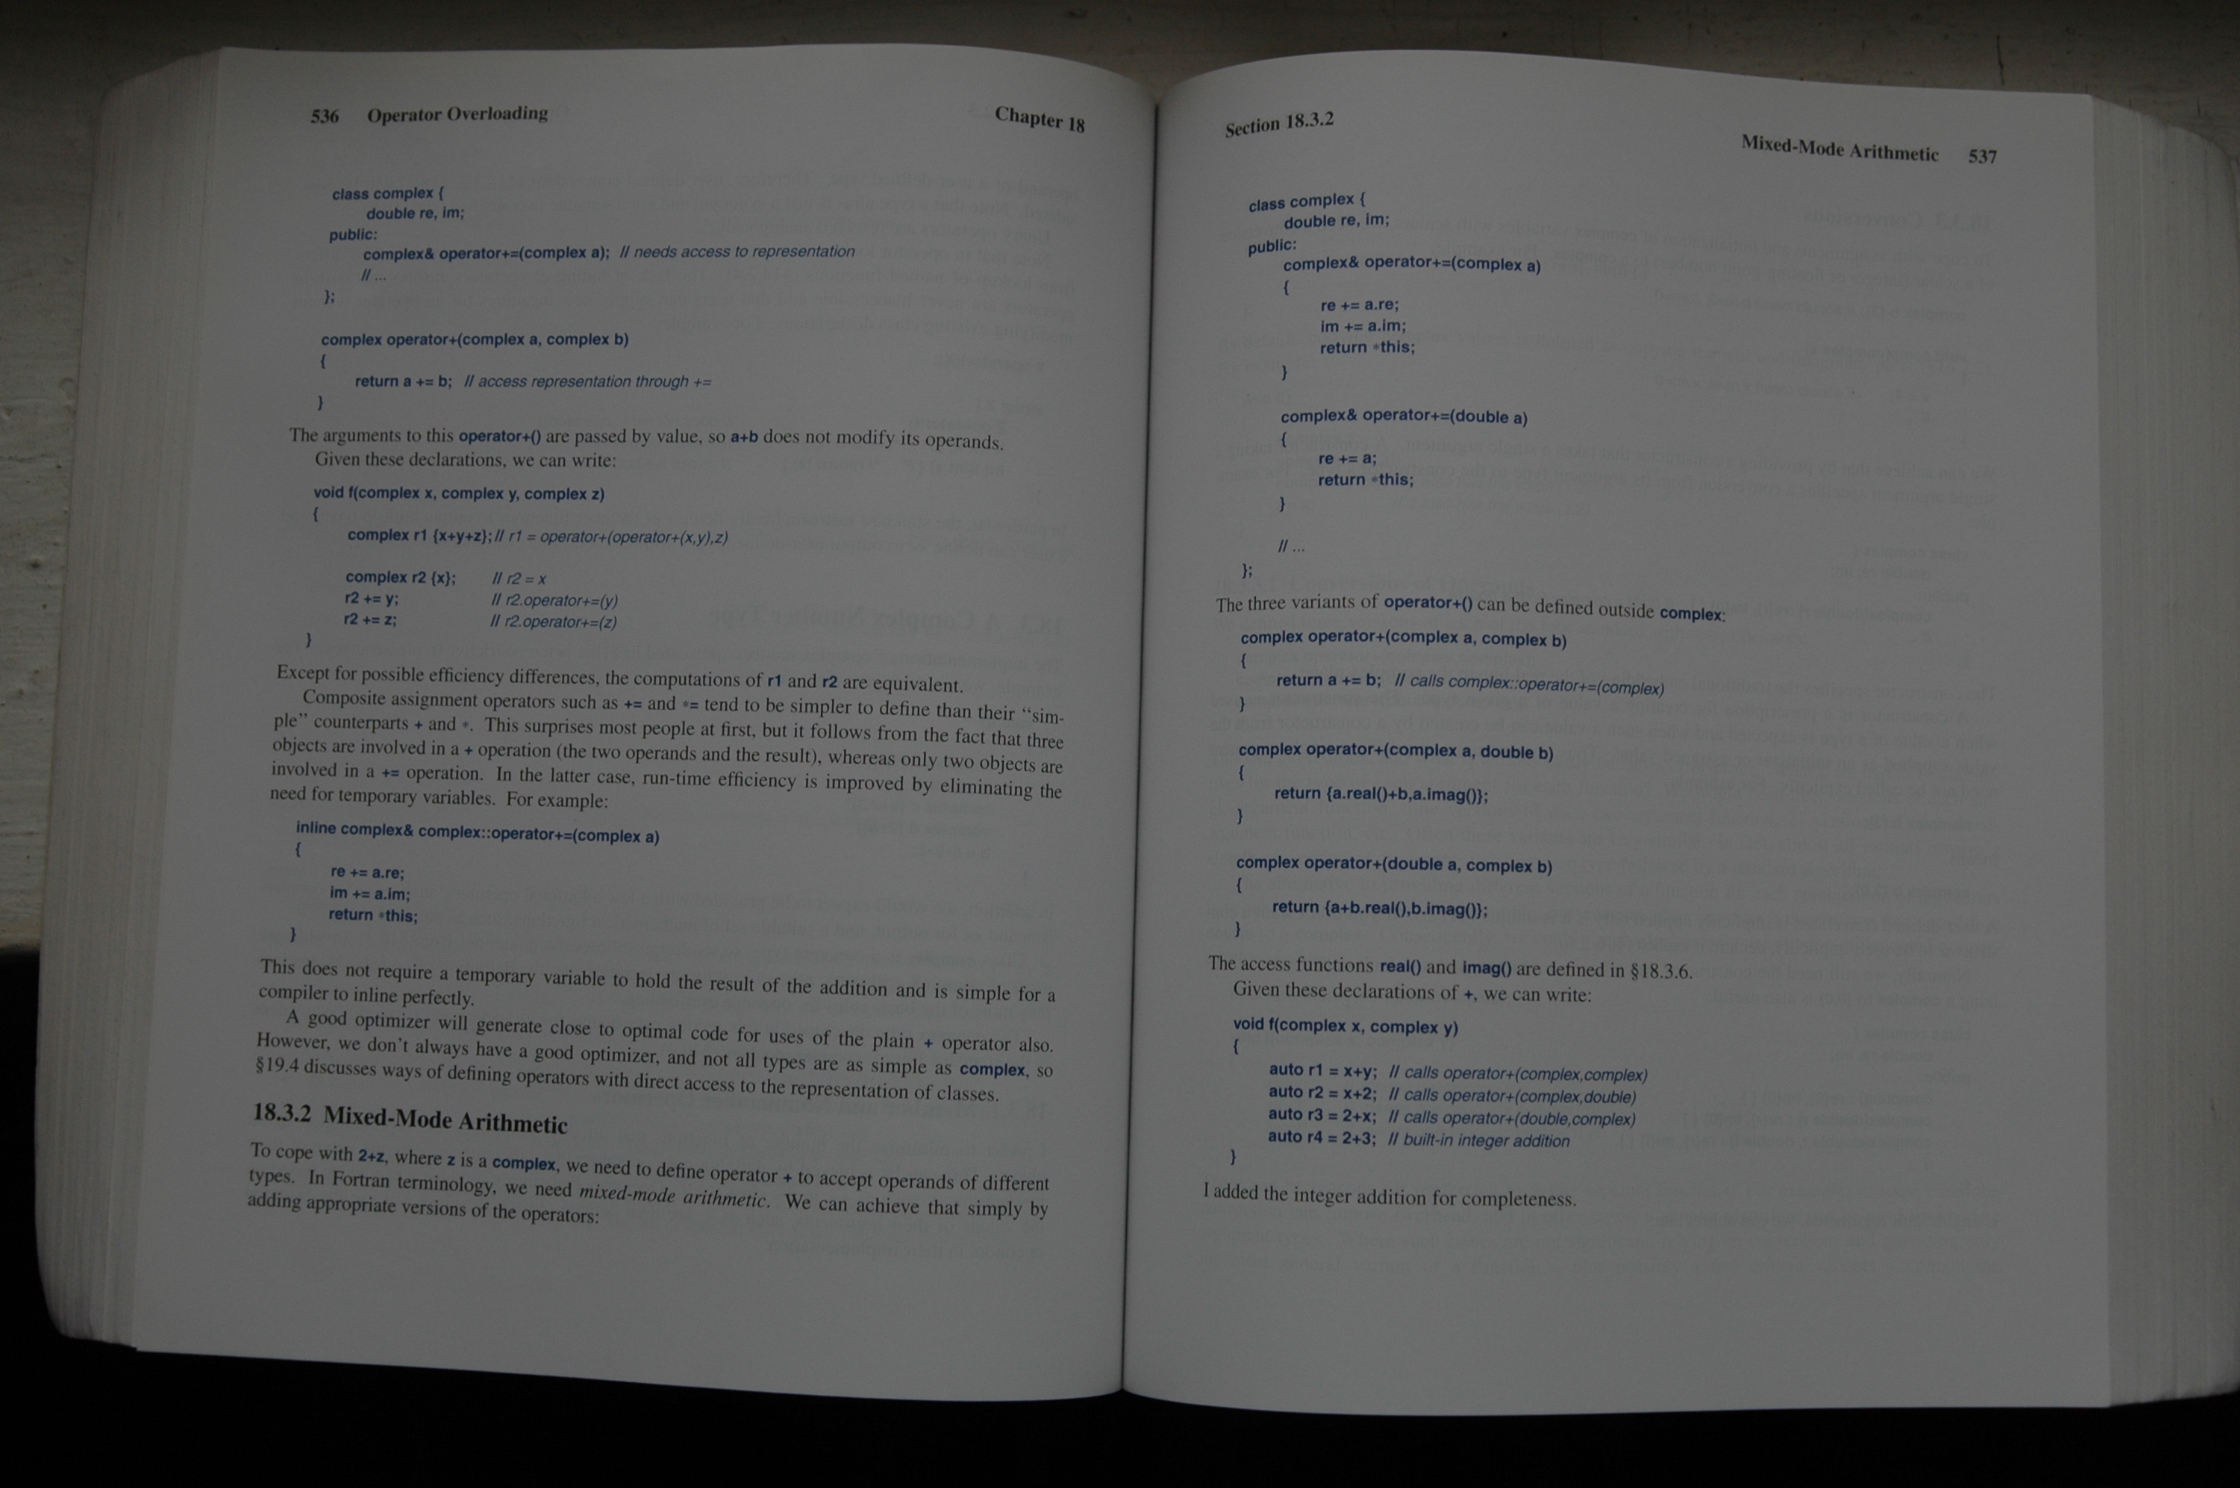 536 Operator Overloading Chapter 18
class complex {
double re, im;
public:
complex& operator+=(complex a); // needs access to representation
// ...
};
complex operator+(complex a, complex b)
{
return a += b; // access representation through +=
}
The arguments to this operator+() are passed by value, so a+b does not modify its operands.
Given these declarations, we can write:
void f(complex x, complex y, complex z)
{
complex r1 {x+y+z}; // r1 = operator+(operator+(x,y),z)
complex r2 {x}; // r2 = x
r2 += y; // r2.operator+=(y)
r2 += z; // r2.operator+=(z)
}
Except for possible efficiency differences, the computations of r1 and r2 are equivalent.
Composite assignment operators such as += and *= tend to be simpler to define than their “sim-
ple” counterparts + and *. This surprises most people at first, but it follows from the fact that three
objects are involved in a + operation (the two operands and the result), whereas only two objects are
involved in a += operation. In the latter case, run-time efficiency is improved by eliminating the
need for temporary variables. For example:
inline complex& complex::operator+=(complex a)
{
re += a.re;
im += a.im;
return *this;
}
This does not require a temporary variable to hold the result of the addition and is simple for a
compiler to inline perfectly.
A good optimizer will generate close to optimal code for uses of the plain + operator also.
However, we don’t always have a good optimizer, and not all types are as simple as complex, so
§19.4 discusses ways of defining operators with direct access to the representation of classes.
18.3.2 Mixed-Mode Arithmetic
To cope with 2+z, where z is a complex, we need to define operator + to accept operands of different
types. In Fortran terminology, we need mixed-mode arithmetic. We can achieve that simply by
adding appropriate versions of the operators:
Section 18.3.2 Mixed-Mode Arithmetic 537
class complex {
double re, im;
public:
complex& operator+=(complex a)
{
re += a.re;
im += a.im;
return *this;
}
complex& operator+=(double a)
{
re += a;
return *this;
}
// ...
};
The three variants of operator+() can be defined outside complex:
complex operator+(complex a, complex b)
{
return a += b; // calls complex::operator+=(complex)
}
complex operator+(complex a, double b)
{
return {a.real()+b,a.imag()};
}
complex operator+(double a, complex b)
{
return {a+b.real(),b.imag()};
}
The access functions real() and imag() are defined in §18.3.6.
Given these declarations of +, we can write:
void f(complex x, complex y)
{
auto r1 = x+y; // calls operator+(complex,complex)
auto r2 = x+2; // calls operator+(complex,double)
auto r3 = 2+x; // calls operator+(double,complex)
auto r4 = 2+3; // built-in integer addition
}
I added the integer addition for completeness.